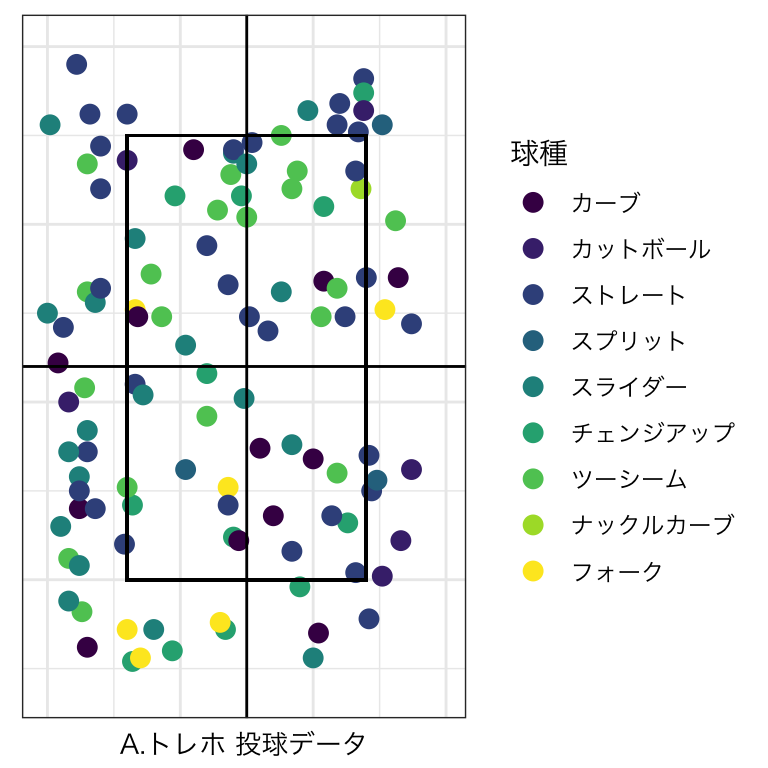 球種
カーブ
カットボール
ストレート
スプリット
スライダー
チェンジアップ
ツーシーム
ナックルカーブ
フォーク
A.トレホ 投球データ